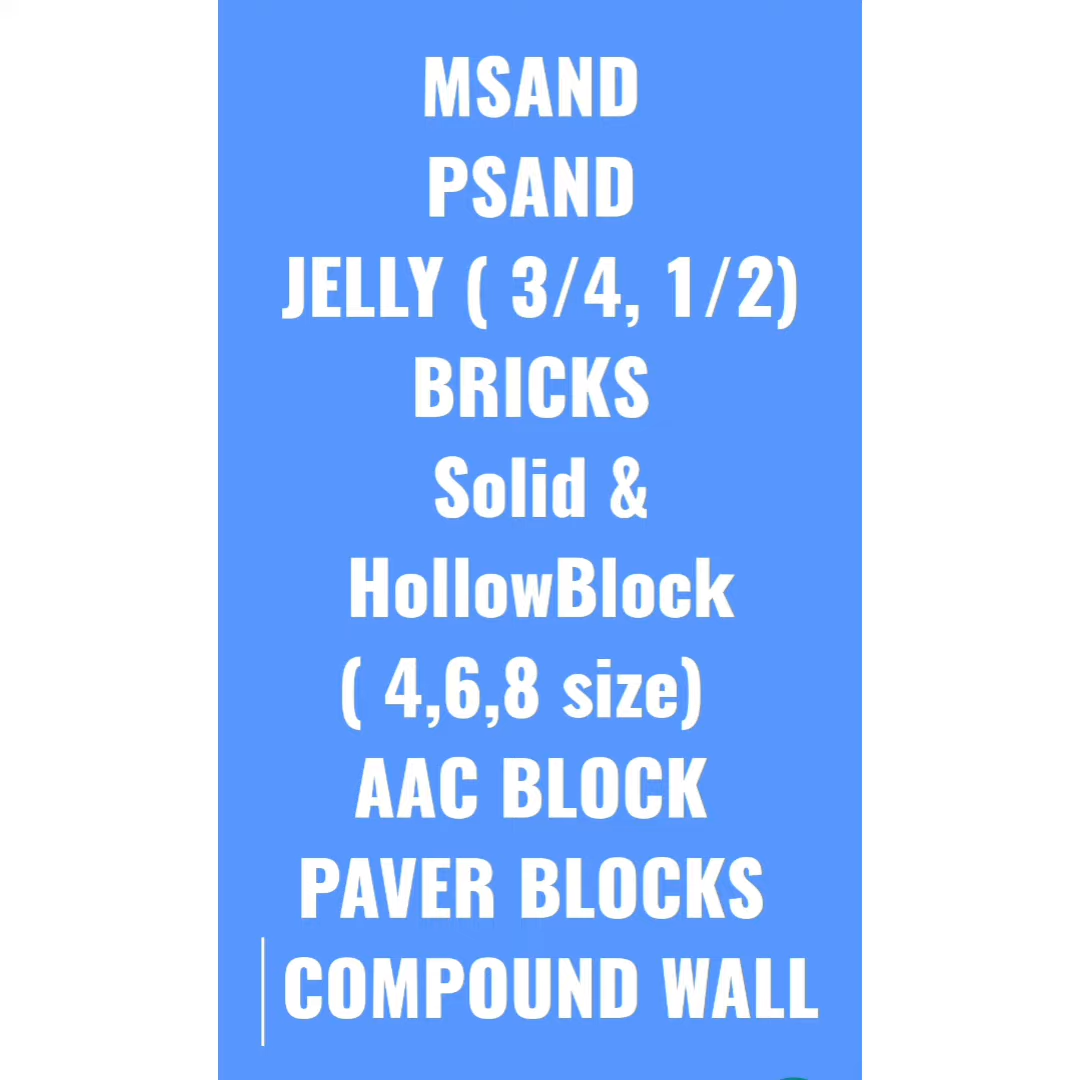 MSAND
PSAND
JELLY ( 3/4, 1/2)
BRICKS
Solid &
HollowBlock
( 4,6,8 size)
AAC BLOCK
PAVER BLOCKS
COMPOUND WALL